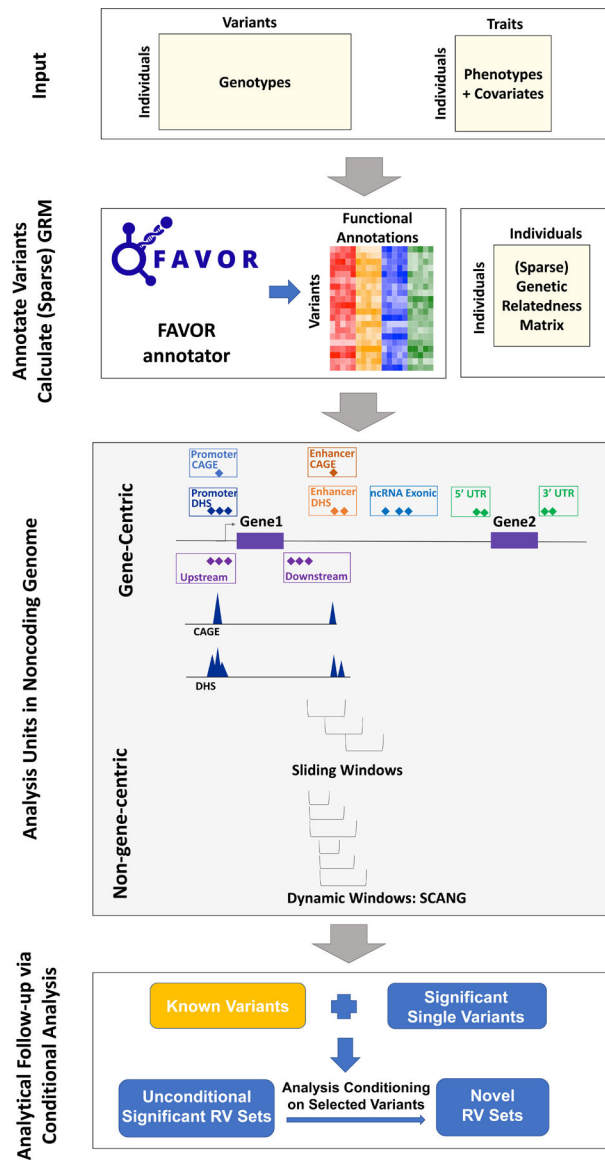 Input
Variants
Individuals
Genotypes
Traits
Individuals
Phenotypes
+ Covariates
Annotate Variants
Calculate (Sparse) GRM
FAVOR
FAVOR
annotator
Functional
Annotations
Variants
Individuals
Individuals
(Sparse)
Genetic
Relatedness
Matrix
Analysis Units in Noncoding Genome
Gene-Centric
Promoter
CAGE
Enhancer
CAGE
Promoter
DHS
Enhancer
DHS
ncRNA Exonic
5' UTR
3' UTR
Gene1
Gene2
Upstream
Downstream
CAGE
DHS
Non-gene-centric
Sliding Windows
Dynamic Windows: SCANG
Analytical Follow-up via
Conditional Analysis
Known Variants
Significant
Single Variants
Unconditional
Significant RV Sets
Analysis Conditioning
on Selected Variants
Novel
RV Sets